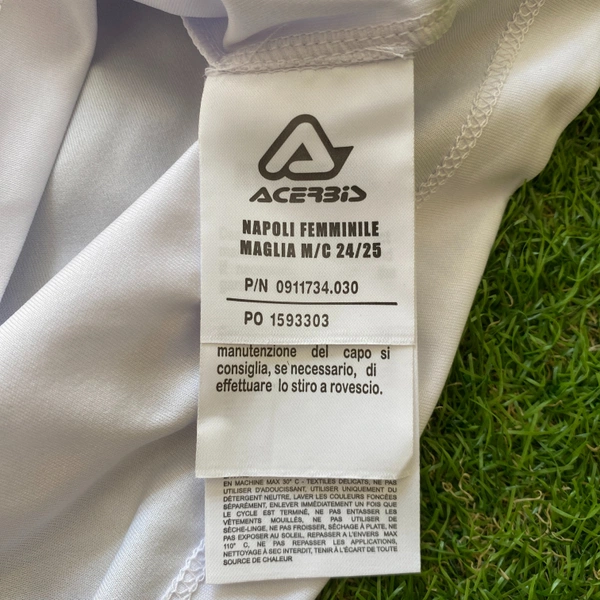 ACERBIS
NAPOLI FEMMINILE
MAGLIA M/C 24/25
P/N 0911734.030
PO 1593303
manutenzione del capo si
consiglia, se necessario, di
effettuare lo stiro a rovescio.
EN MACHINE MAX 30° C - TEXTILES DÉLICATS, NE PAS
UTILISER D'ADOUCISSANT. UTILISER UNIQUEMENT DU
DÉTERGENT NEUTRE, LAVER LES COULEURS FONCÉES
SÉPARÉMENT, ENLEVER IMMÉDIATEMENT UN FOIS QUE
LE CYCLE EST TERMINÉ, NE PAS ENTASSER LES
VÊTEMENTS MOUILLÉS, NE PAS UTILISER DE
SÈCHE-LINGE, NE PAS FROISSER, SÉCHAGE À PLATE, NE
PAS EXPOSER AU SOLEIL, REPASSER A L'ENVERS MAX
110° C, NE PAS REPASSER LES APPLICATIONS,
NETTOYAGE À SEC INTERDIT, TENIR À L'ÉCART DE TOUTE
SOURCE DE CHALEUR